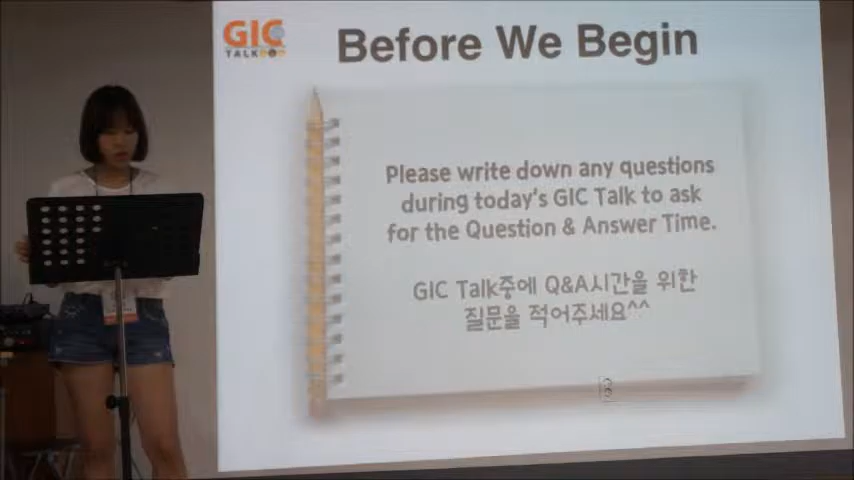 GIC
TALK
Before We Begin
Please write down any questions
during today's GIC Talk to ask
for the Question & Answer Time.
GIC Talk중에 Q&A시간을 위한
질문을 적어주세요^^